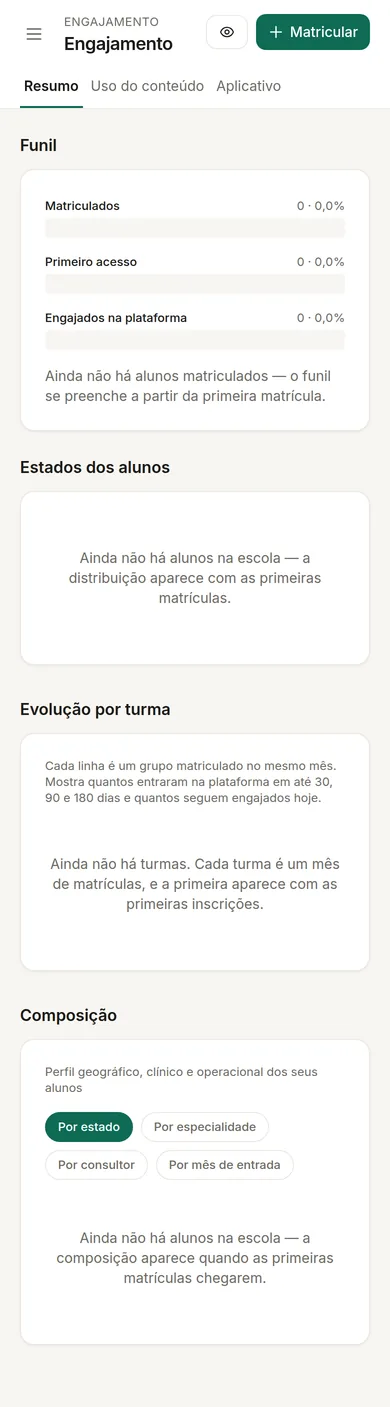 ENGAJAMENTO
Engajamento
Matricular
Resumo
Uso do conteúdo
Aplicativo
Funil
Matriculados
0 · 0,0%
Primeiro acesso
0 · 0,0%
Engajados na plataforma
0 · 0,0%
Ainda não há alunos matriculados — o funil
se preenche a partir da primeira matrícula.
Estados dos alunos
Ainda não há alunos na escola — a
distribuição aparece com as primeiras
matrículas.
Evolução por turma
Cada linha é um grupo matriculado no mesmo mês.
Mostra quantos entraram na plataforma em até 30,
90 e 180 dias e quantos seguem engajados hoje.
Ainda não há turmas. Cada turma é um mês
de matrículas, e a primeira aparece com as
primeiras inscrições.
Composição
Perfil geográfico, clínico e operacional dos seus
alunos
Por estado
Por especialidade
Por consultor
Por mês de entrada
Ainda não há alunos na escola — a
composição aparece quando as primeiras
matrículas chegarem.